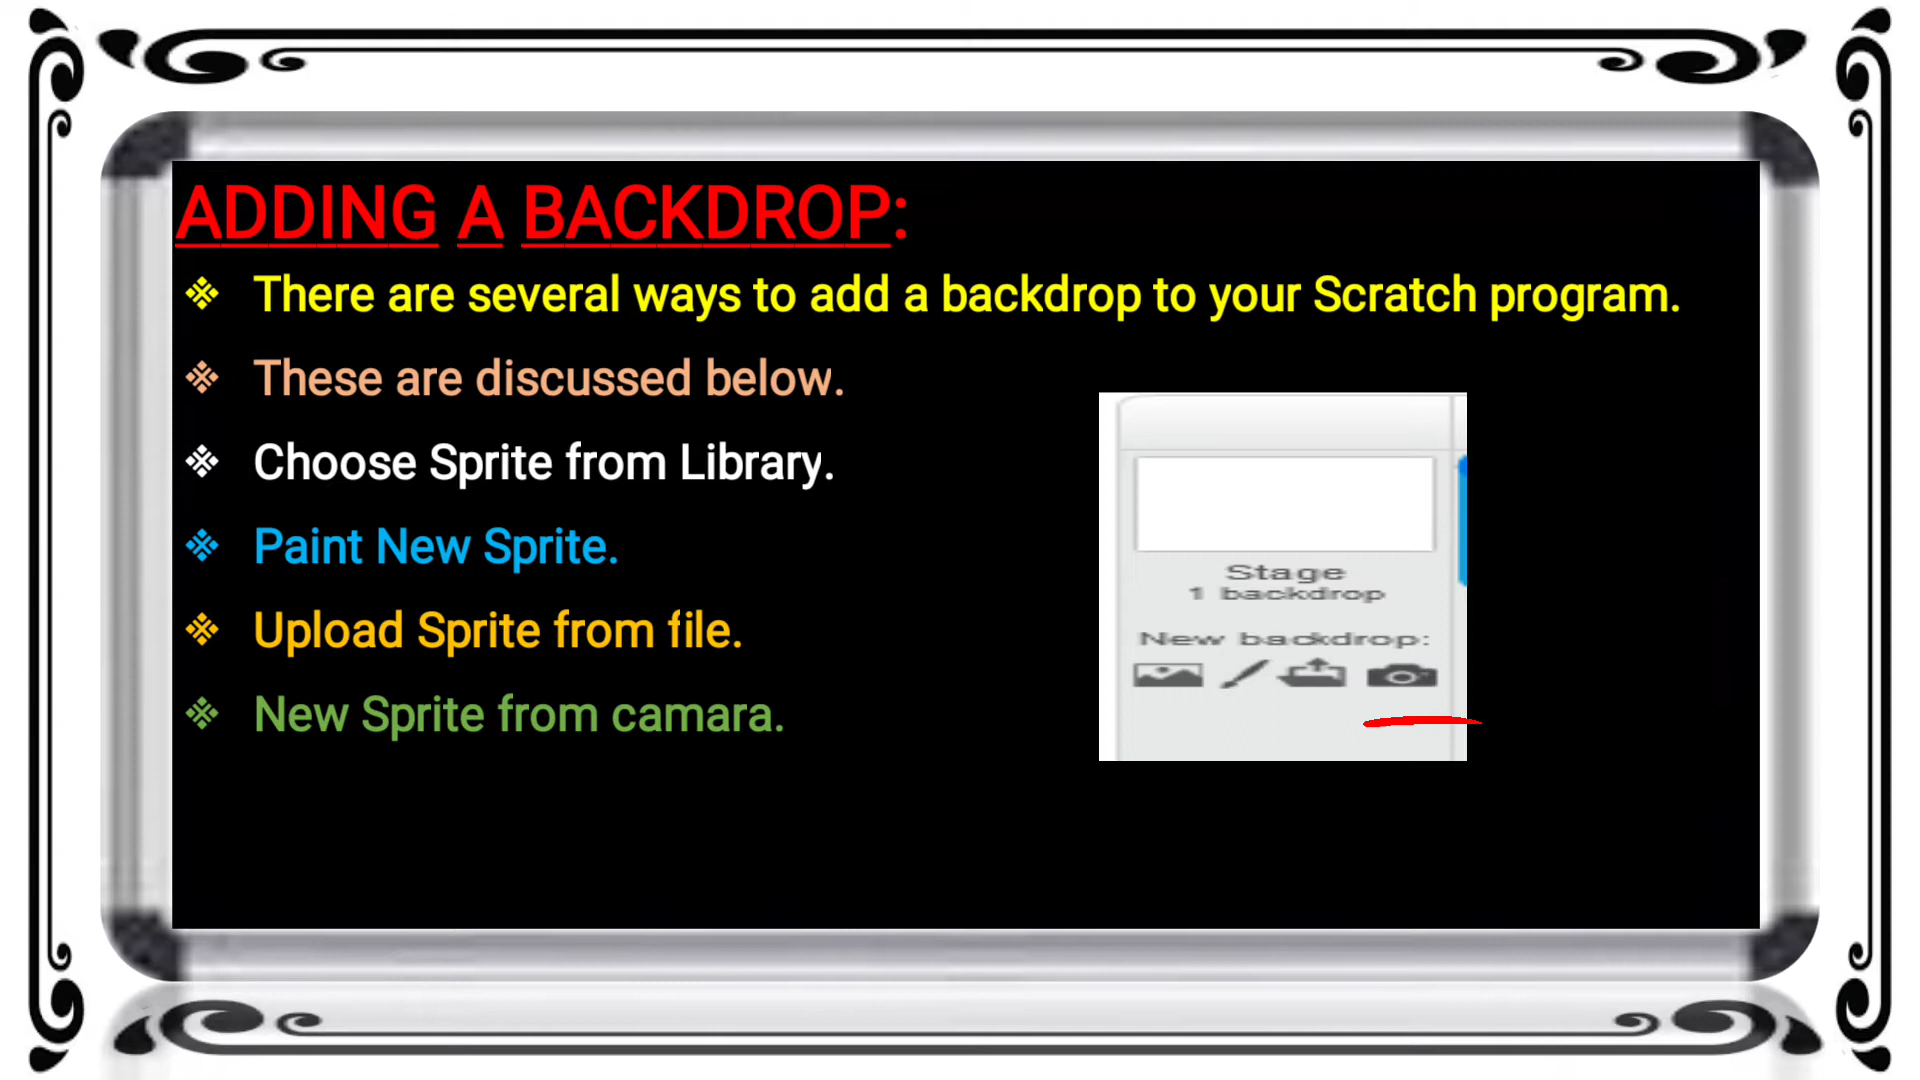 ADDING A BACKDROP:
❖ There are several ways to add a backdrop to your Scratch program.
❖ These are discussed below.
❖ Choose Sprite from Library.
❖ Paint New Sprite.
❖ Upload Sprite from file.
❖ New Sprite from camara.
Stage
1 backdrop
New backdrop: